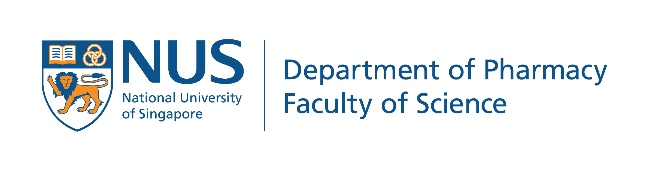 NUS
National University
of Singapore
Department of Pharmacy
Faculty of Science